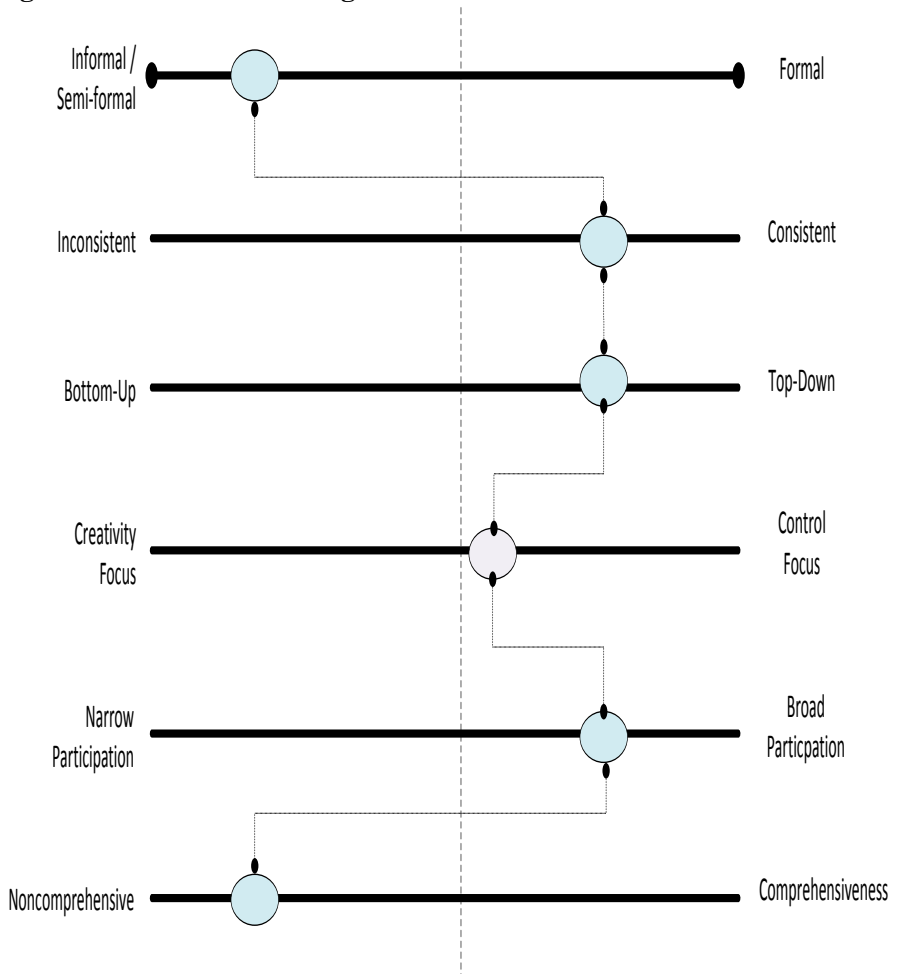 Informal /
Semi-formal
Formal
Inconsistent
Consistent
Bottom-Up
Top-Down
Creativity
Focus
Control
Focus
Narrow
Participation
Broad
Particpation
Noncomprehensive
Comprehensiveness